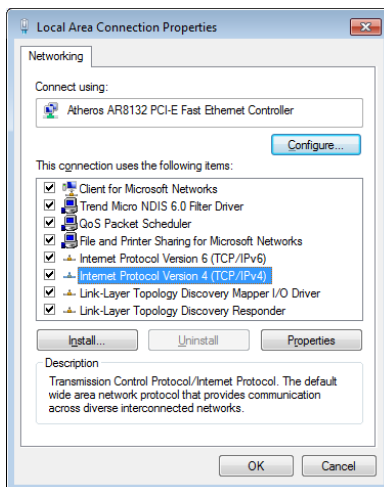 Local Area Connection Properties
Networking
Connect using:
Atheros AR8132 PCI-E Fast Ethernet Controller
Configure...
This connection uses the following items:
Client for Microsoft Networks
Trend Micro NDIS 6.0 Filter Driver
QoS Packet Scheduler
File and Printer Sharing for Microsoft Networks
Internet Protocol Version 6 (TCP/IPv6)
Internet Protocol Version 4 (TCP/IPv4)
Link-Layer Topology Discovery Mapper I/O Driver
Link-Layer Topology Discovery Responder
Install... Uninstall Properties
Description
Transmission Control Protocol/Internet Protocol. The default
wide area network protocol that provides communication
across diverse interconnected networks.
OK Cancel